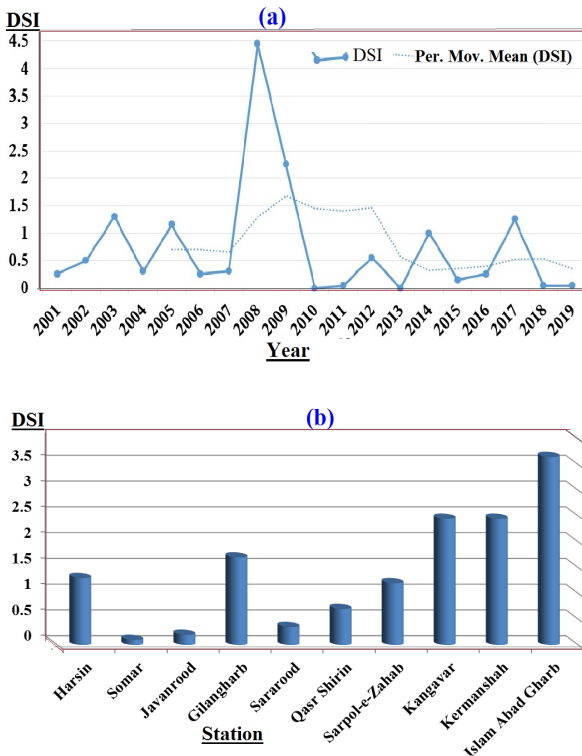 DSI
(a)
4.5
DSI
Per. Mov. Mean (DSI)
4
3.5
3
2.5
2
1.5
1
0.5
0
2001
2002
2003
2004
2005
2006
2007
2008
2009
2010
2011
2012
2013
2014
2015
2016
2017
2018
2019
Year
DSI
(b)
3.5
3
2.5
2
1.5
1
0.5
0
Harsin
Somar
Javanrood
Gilangharb
Sararood
Qasr Shirin
Sarpol-e-Zahab
Kangavar
Kermanshah
Islam Abad Gharb
Station